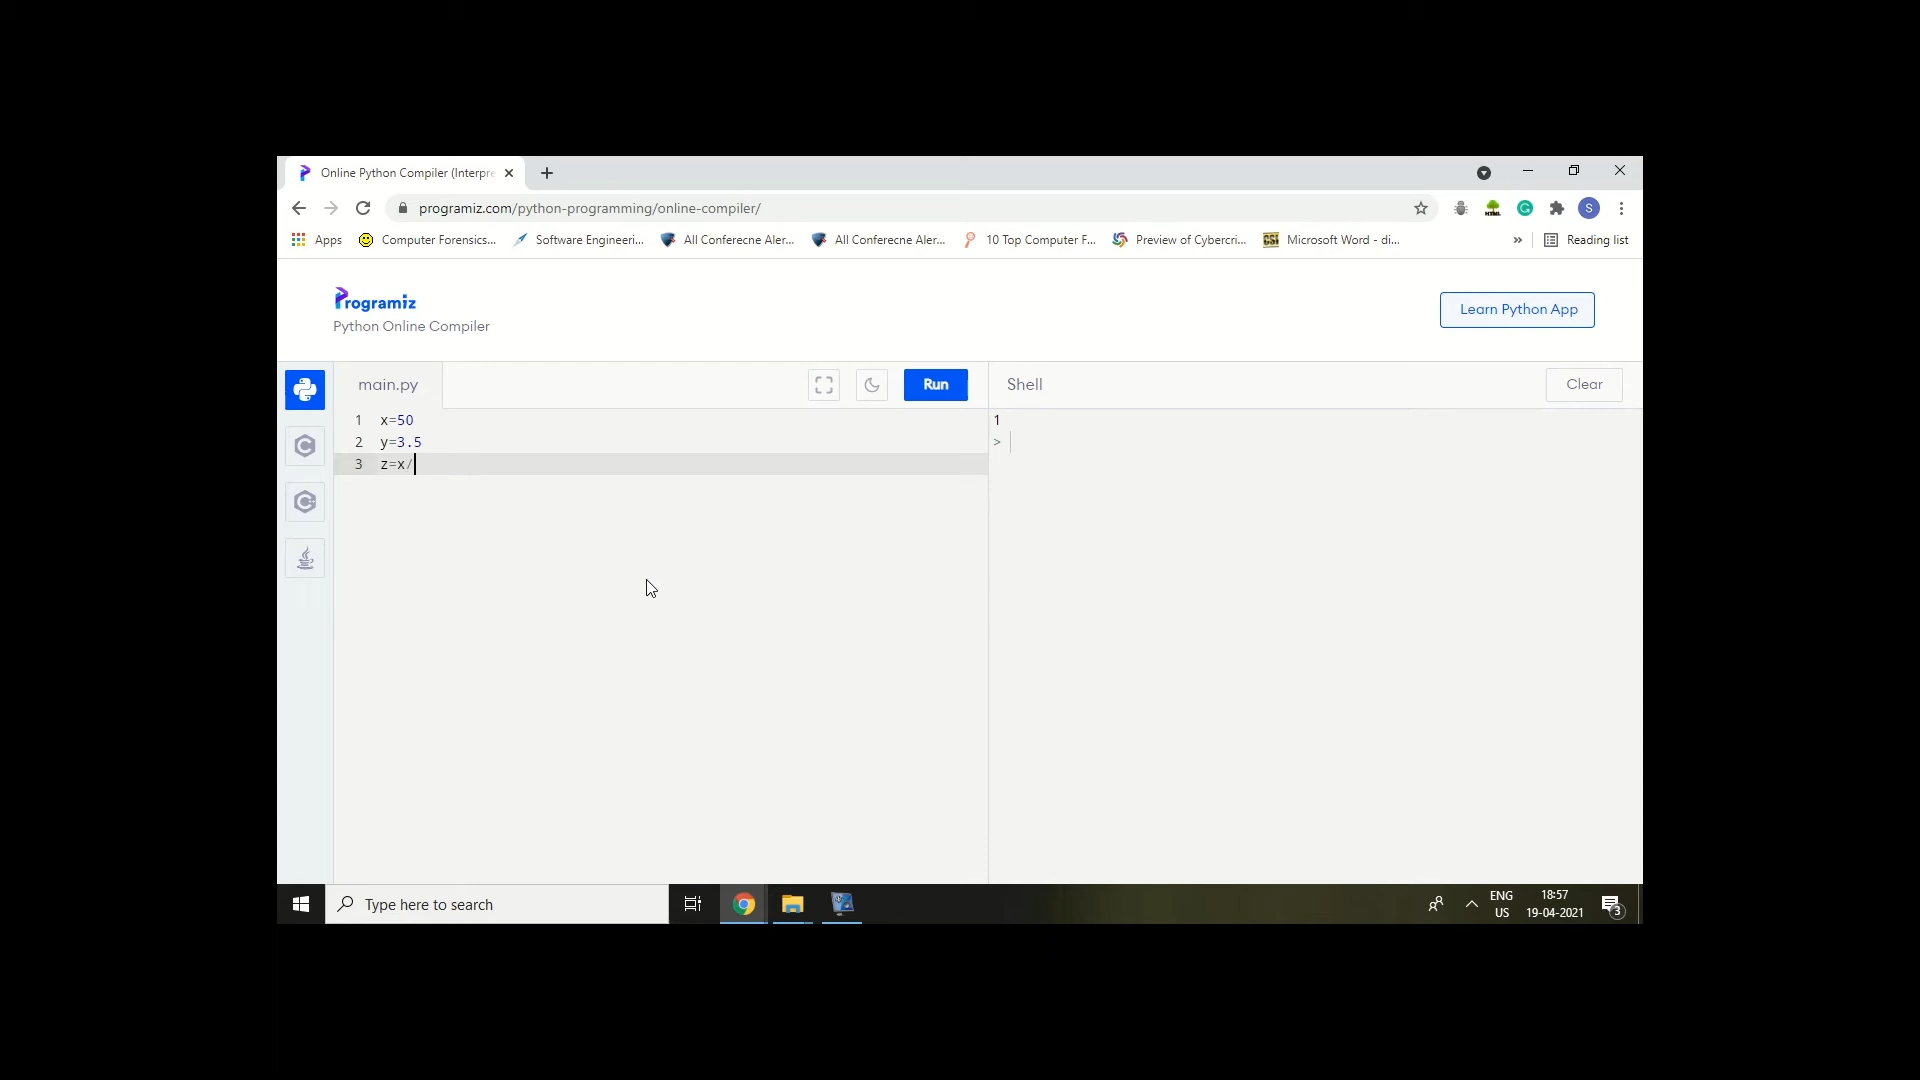 Online Python Compiler (Interpre
programiz.com/python-programming/online-compiler/
S
Apps
Computer Forensics...
Software Engineeri...
All Conferecne Aler...
All Conferecne Aler...
10 Top Computer F...
Preview of Cybercri...
CSI
Microsoft Word - di...
»
Reading list
Programiz
Python Online Compiler
Learn Python App
main.py
Run
Shell
Clear
1 x=50
2 y=3.5
3 z=x/
1
>
Type here to search
ENG
US
18:57
19-04-2021
3